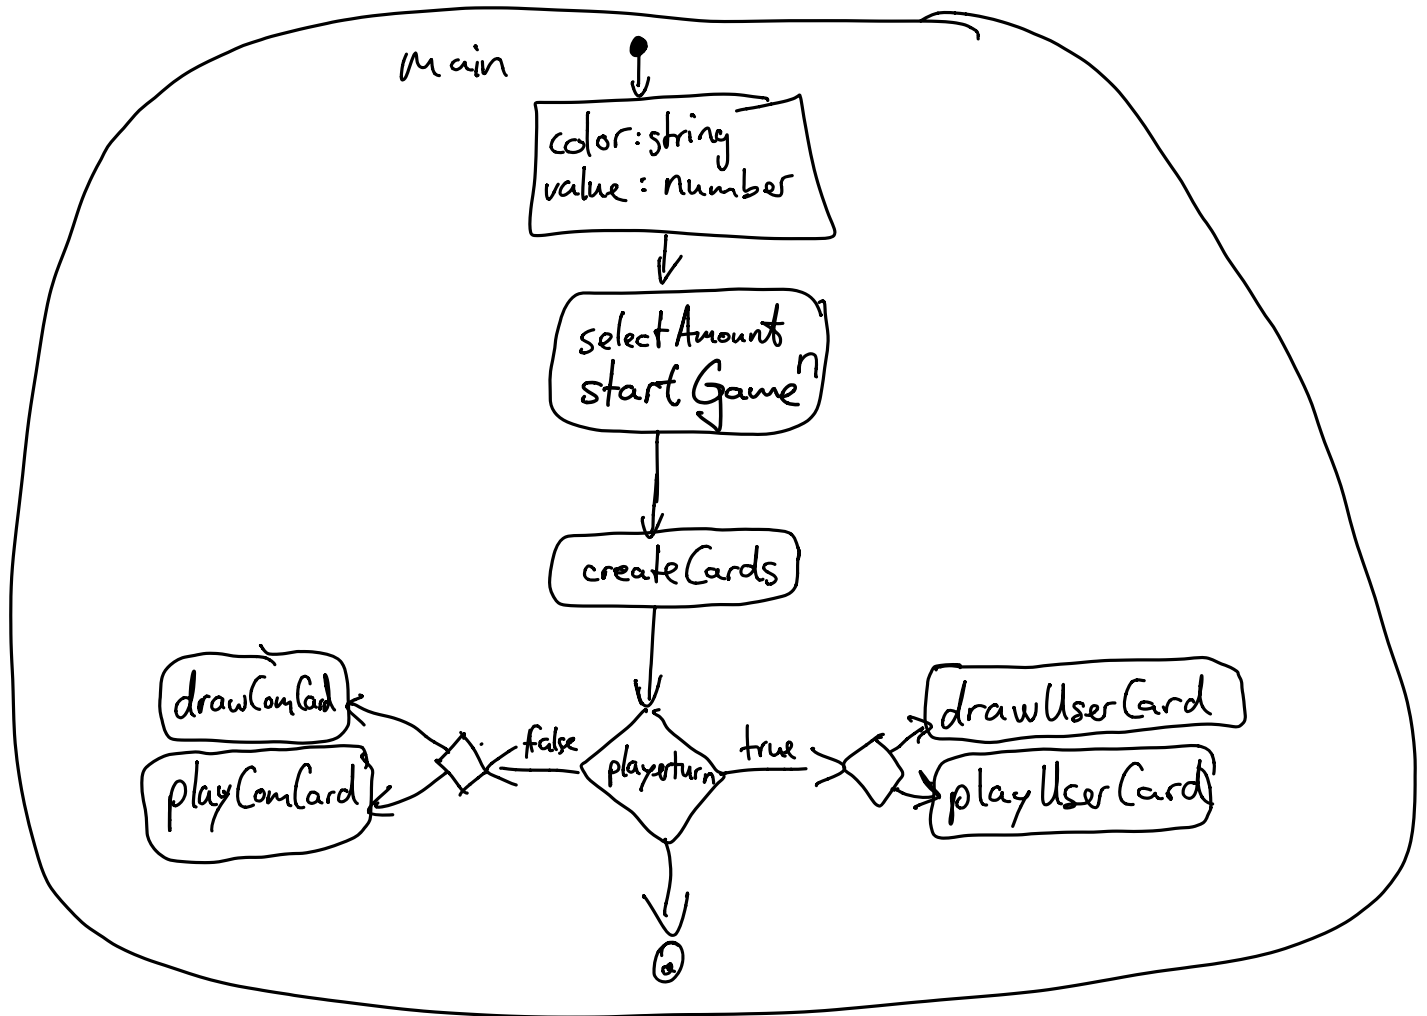 main
color: string
value: number
selectAmount
startGame n
createCards
drawComCard
playComCard
false
playerturn
true
drawUserCard
playUserCard